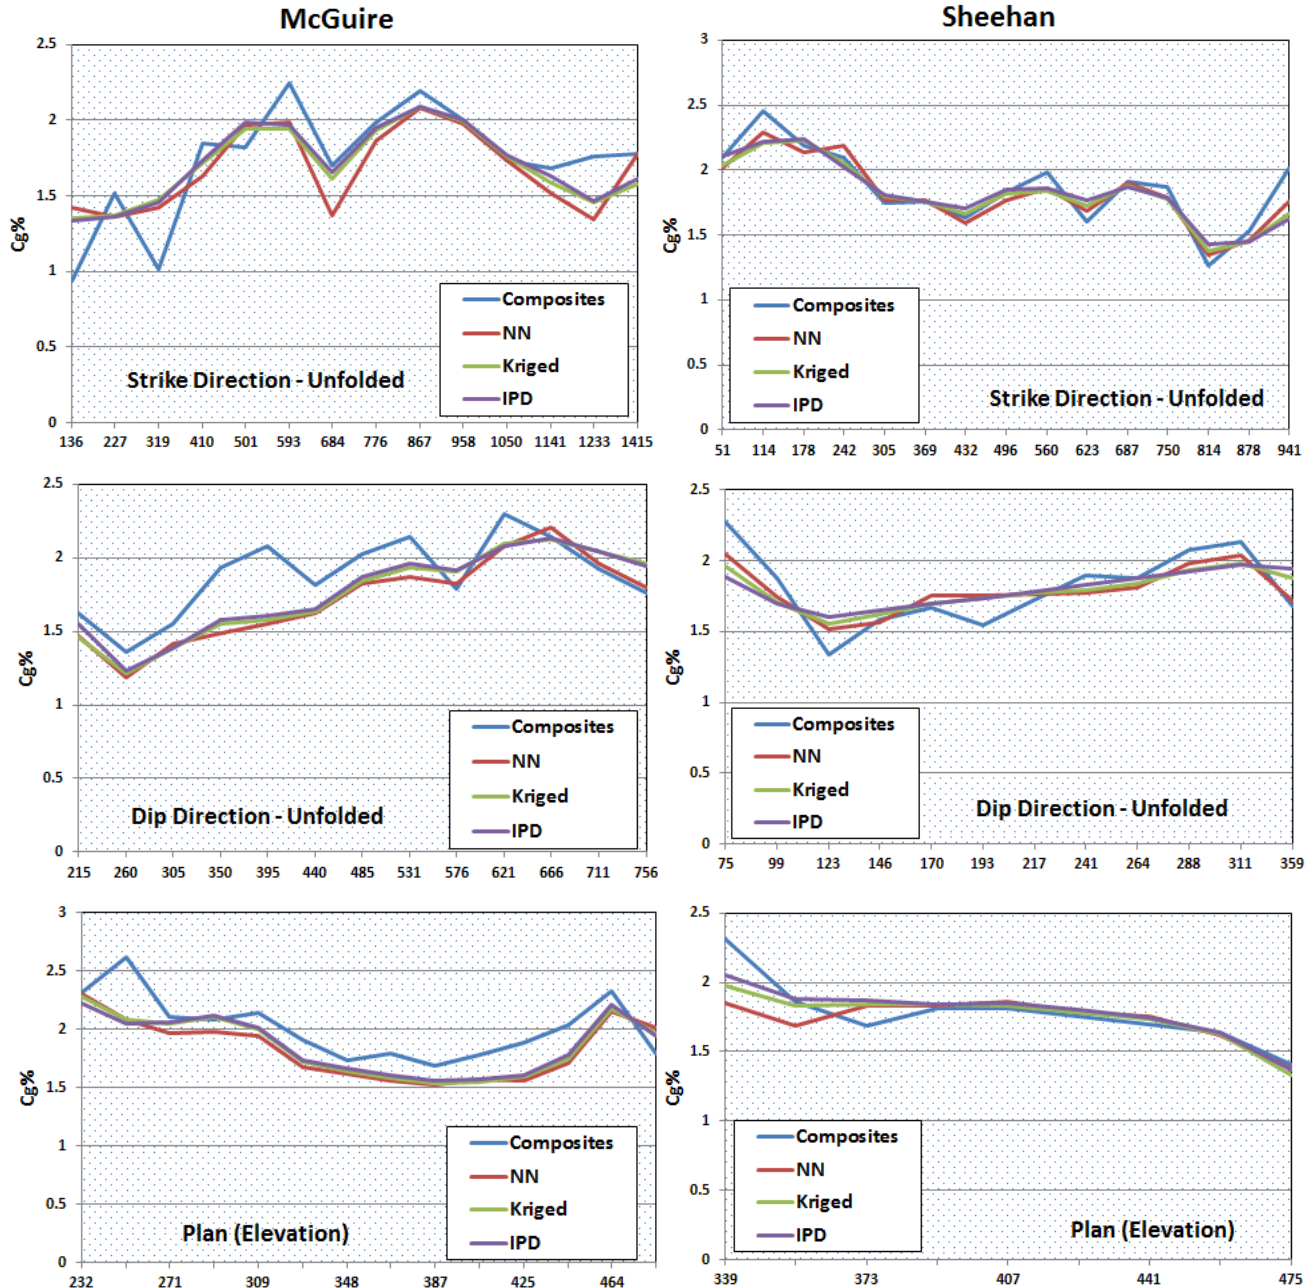 McGuire
Sheehan
2.5
2
1.5
1
0.5
0
Cg%
Composites
NN
Kriged
IPD
Strike Direction - Unfolded
136 227 319 410 501 593 684 776 867 958 1050 1141 1233 1415
3
2.5
2
1.5
1
0.5
0
Cg%
Composites
NN
Kriged
IPD
Strike Direction - Unfolded
51 114 178 242 305 369 432 496 560 623 687 750 814 878 941
2.5
2
1.5
1
0.5
0
Cg%
Composites
NN
Kriged
IPD
Dip Direction - Unfolded
215 260 305 350 395 440 485 531 576 621 666 711 756
2.5
2
1.5
1
0.5
0
Cg%
Composites
NN
Kriged
IPD
Dip Direction - Unfolded
75 99 123 146 170 193 217 241 264 288 311 359
3
2.5
2
1.5
1
0.5
0
Cg%
Composites
NN
Kriged
IPD
Plan (Elevation)
232 271 309 348 387 425 464
2.5
2
1.5
1
0.5
0
Cg%
Composites
NN
Kriged
IPD
Plan (Elevation)
339 373 407 441 475